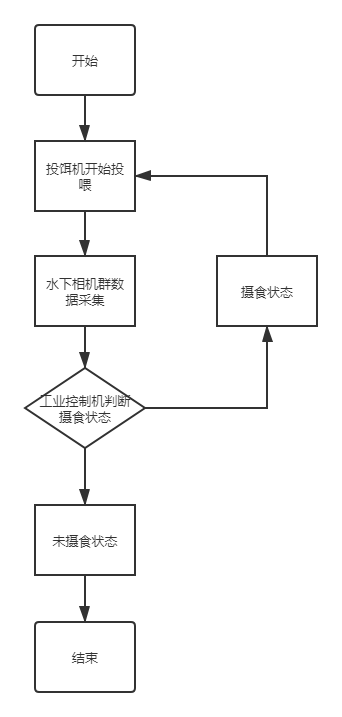 开始
投饵机开始投
喂
水下相机群数
据采集
摄食状态
工业控制机判断
摄食状态
未摄食状态
结束